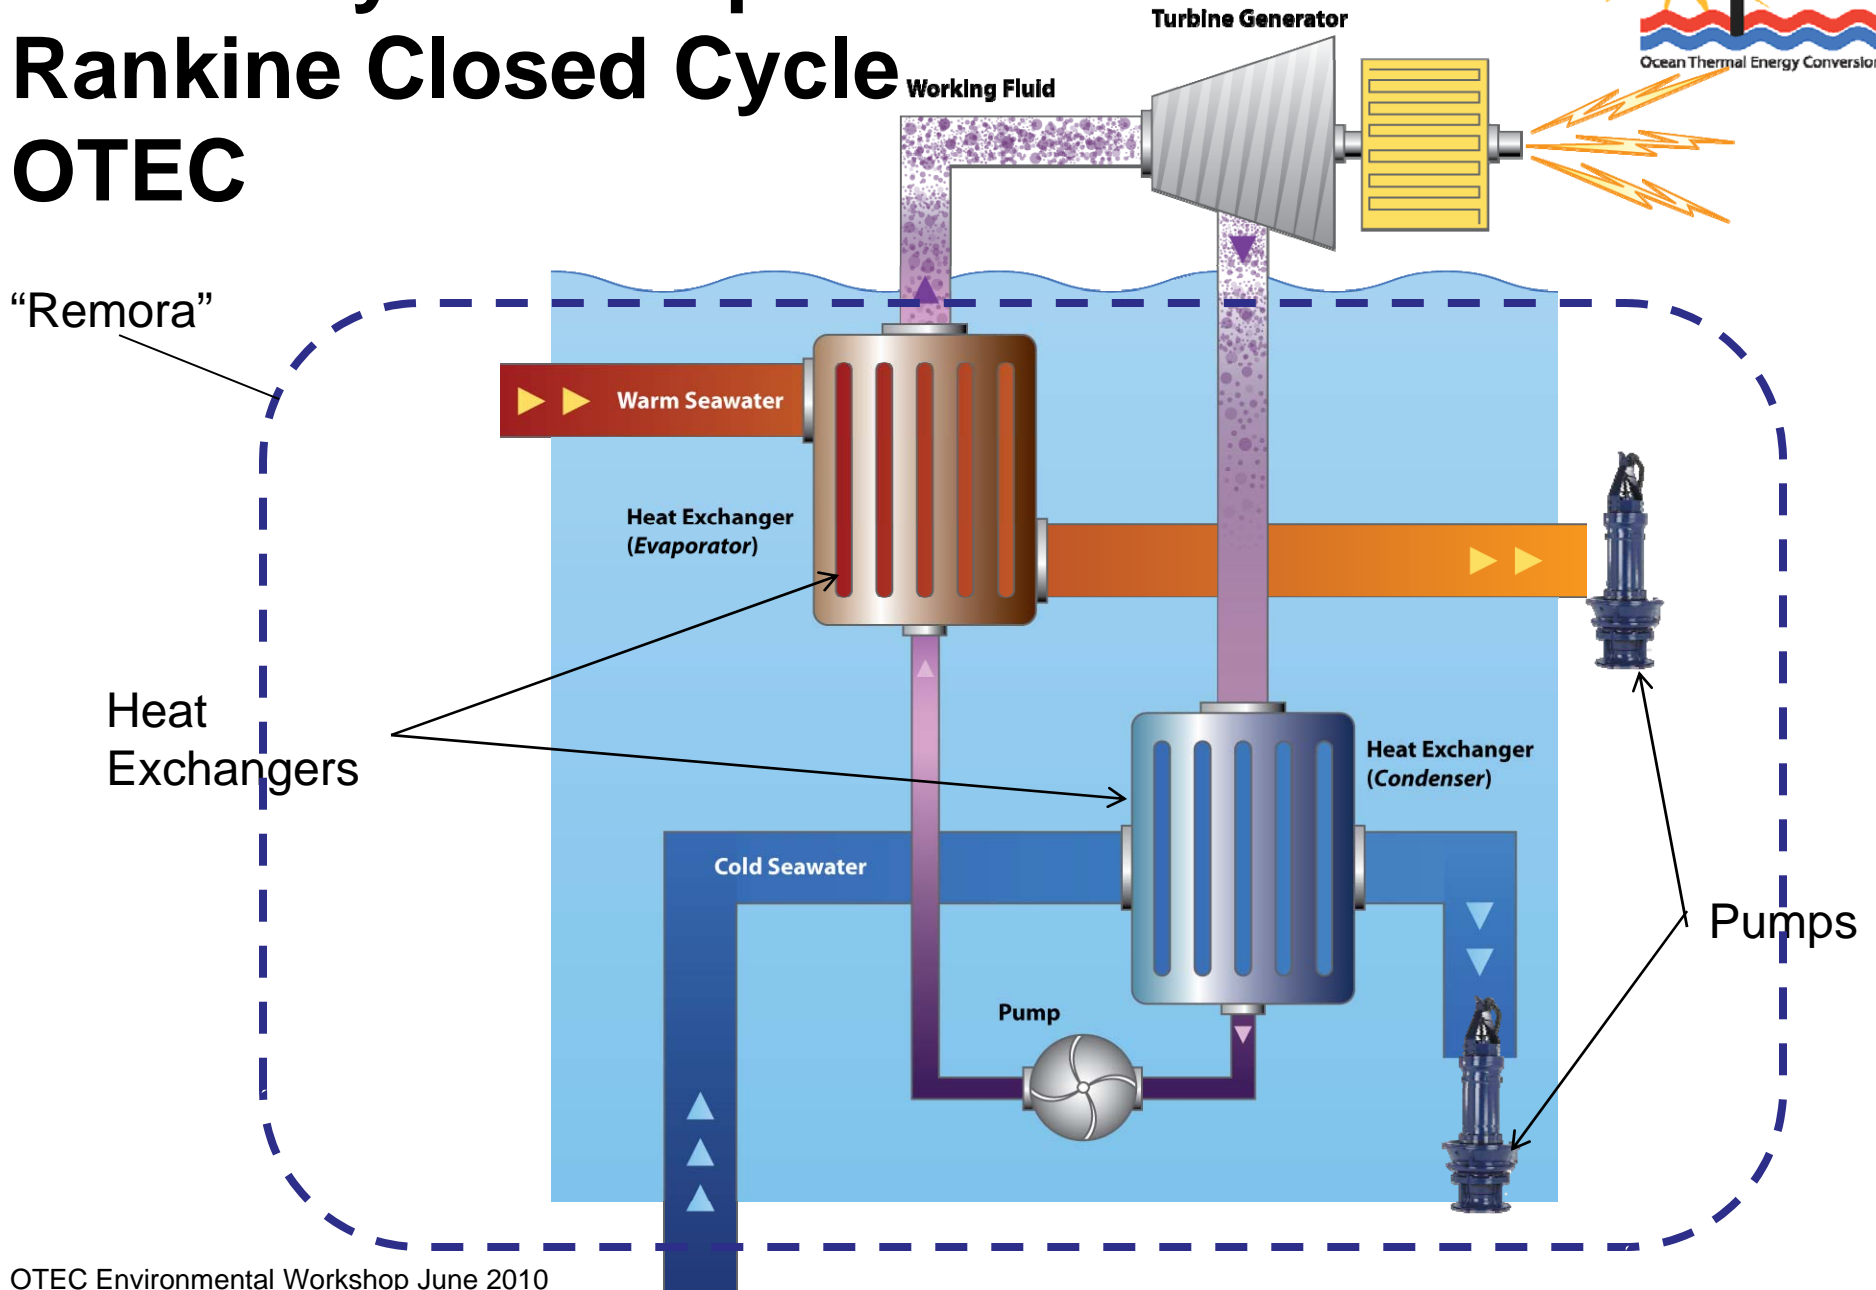 Rankine Closed Cycle
OTEC
Turbine Generator
Ocean Thermal Energy Conversion
Working Fluid
“Remora”
Warm Seawater
Heat Exchanger
(Evaporator)
Heat
Exchangers
Heat Exchanger
(Condenser)
Cold Seawater
Pumps
Pump
OTEC Environmental Workshop June 2010